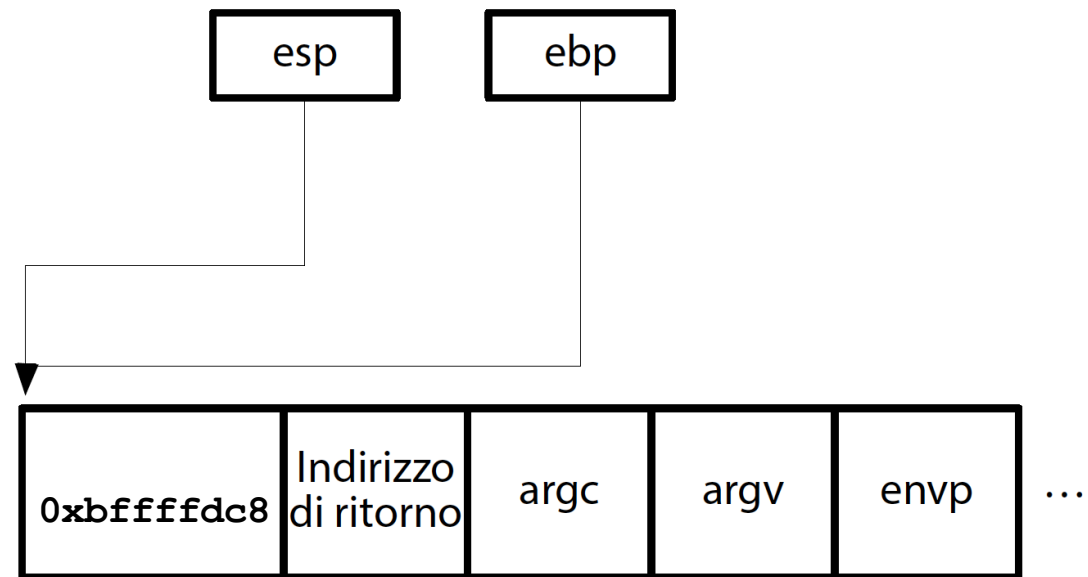 esp
ebp
0xbffffdc8
Indirizzo
di ritorno
argc
argv
envp
...